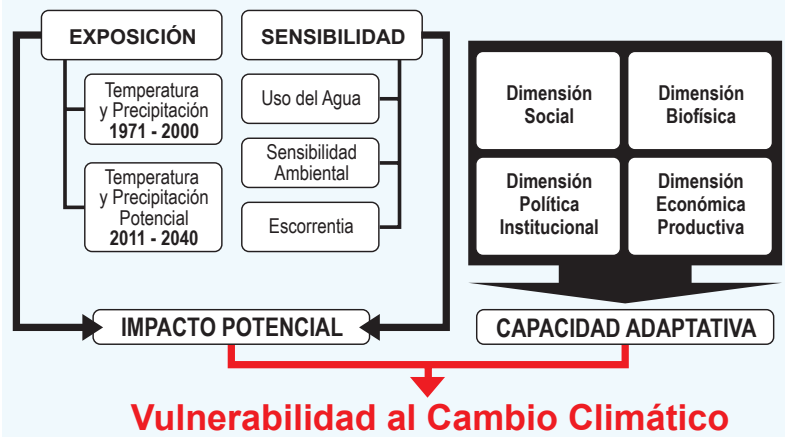 EXPOSICIÓN
Temperatura
y Precipitación
1971 - 2000
Temperatura
y Precipitación
Potencial
2011 - 2040
SENSIBILIDAD
Uso del Agua
Sensibilidad
Ambiental
Escorrentia
Dimensión
Social
Dimensión
Biofísica
Dimensión
Política
Institucional
Dimensión
Económica
Productiva
IMPACTO POTENCIAL
CAPACIDAD ADAPTATIVA
Vulnerabilidad al Cambio Climático